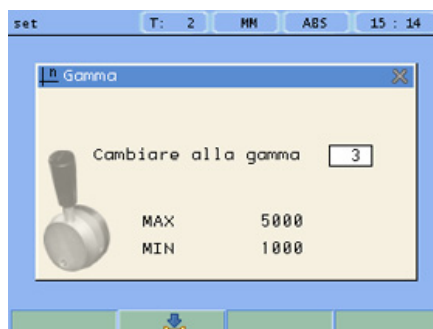 set T: 2 MM ABS 15 : 14
n Gamma
Cambiare alla gamma 3
MAX 5000
MIN 1000